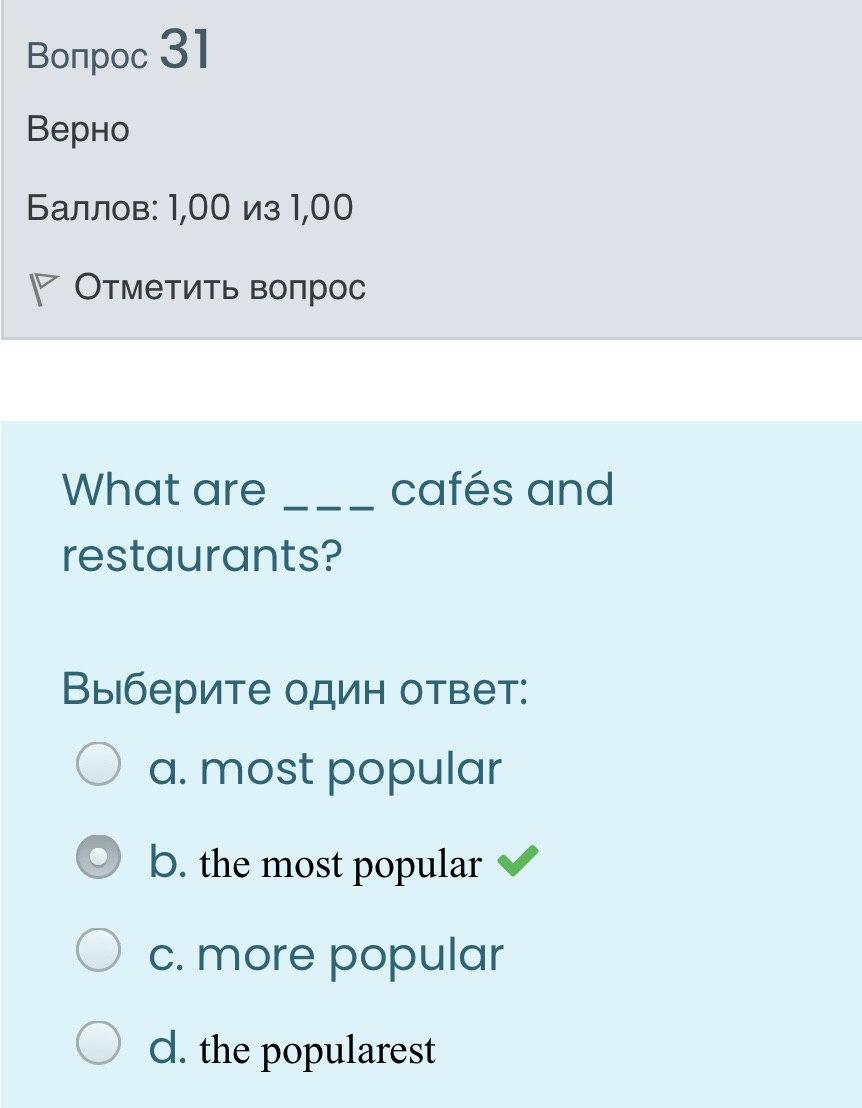 Вопрос 31
Верно
Баллов: 1,00 из 1,00
Отметить вопрос
What are ___ cafés and
restaurants?
Выберите один ответ:
a. most popular
b. the most popular
c. more popular
d. the popularest